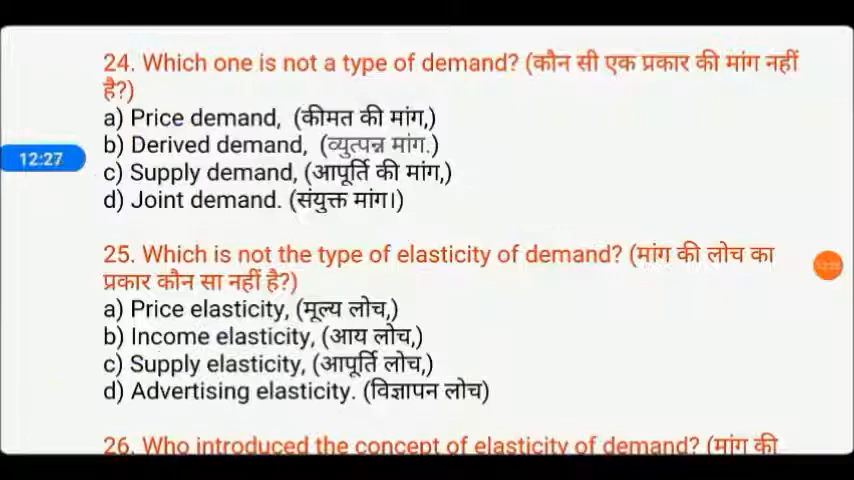 24. Which one is not a type of demand? (कौन सी एक प्रकार की मांग नहीं
है?)
a) Price demand, (कीमत की मांग,)
b) Derived demand, (व्युत्पन्न मांग.)
12:27
c) Supply demand, (आपूर्ति की मांग,)
d) Joint demand. (संयुक्त मांग।)
25. Which is not the type of elasticity of demand? (मांग की लोच का
प्रकार कौन सा नहीं है?)
a) Price elasticity, (मूल्य लोच,)
b) Income elasticity, (आय लोच,)
c) Supply elasticity, (आपूर्ति लोच,)
d) Advertising elasticity. (विज्ञापन लोच)
26. Who introduced the concept of elasticity of demand? (मांग की